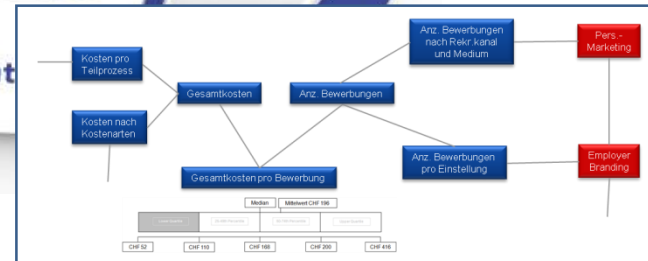 Anz. Bewerbungen
nach Rekr.kanal
und Medium
Pers.-
Marketing
Kosten pro
Teilprozess
Gesamtkosten
Anz. Bewerbungen
Kosten nach
Kostenarten
Anz. Bewerbungen
pro Einstellung
Employer
Branding
Gesamtkosten pro Bewerbung
Median
Mittelwert CHF 196
CHF 52
CHF 110
CHF 168
CHF 200
CHF 416